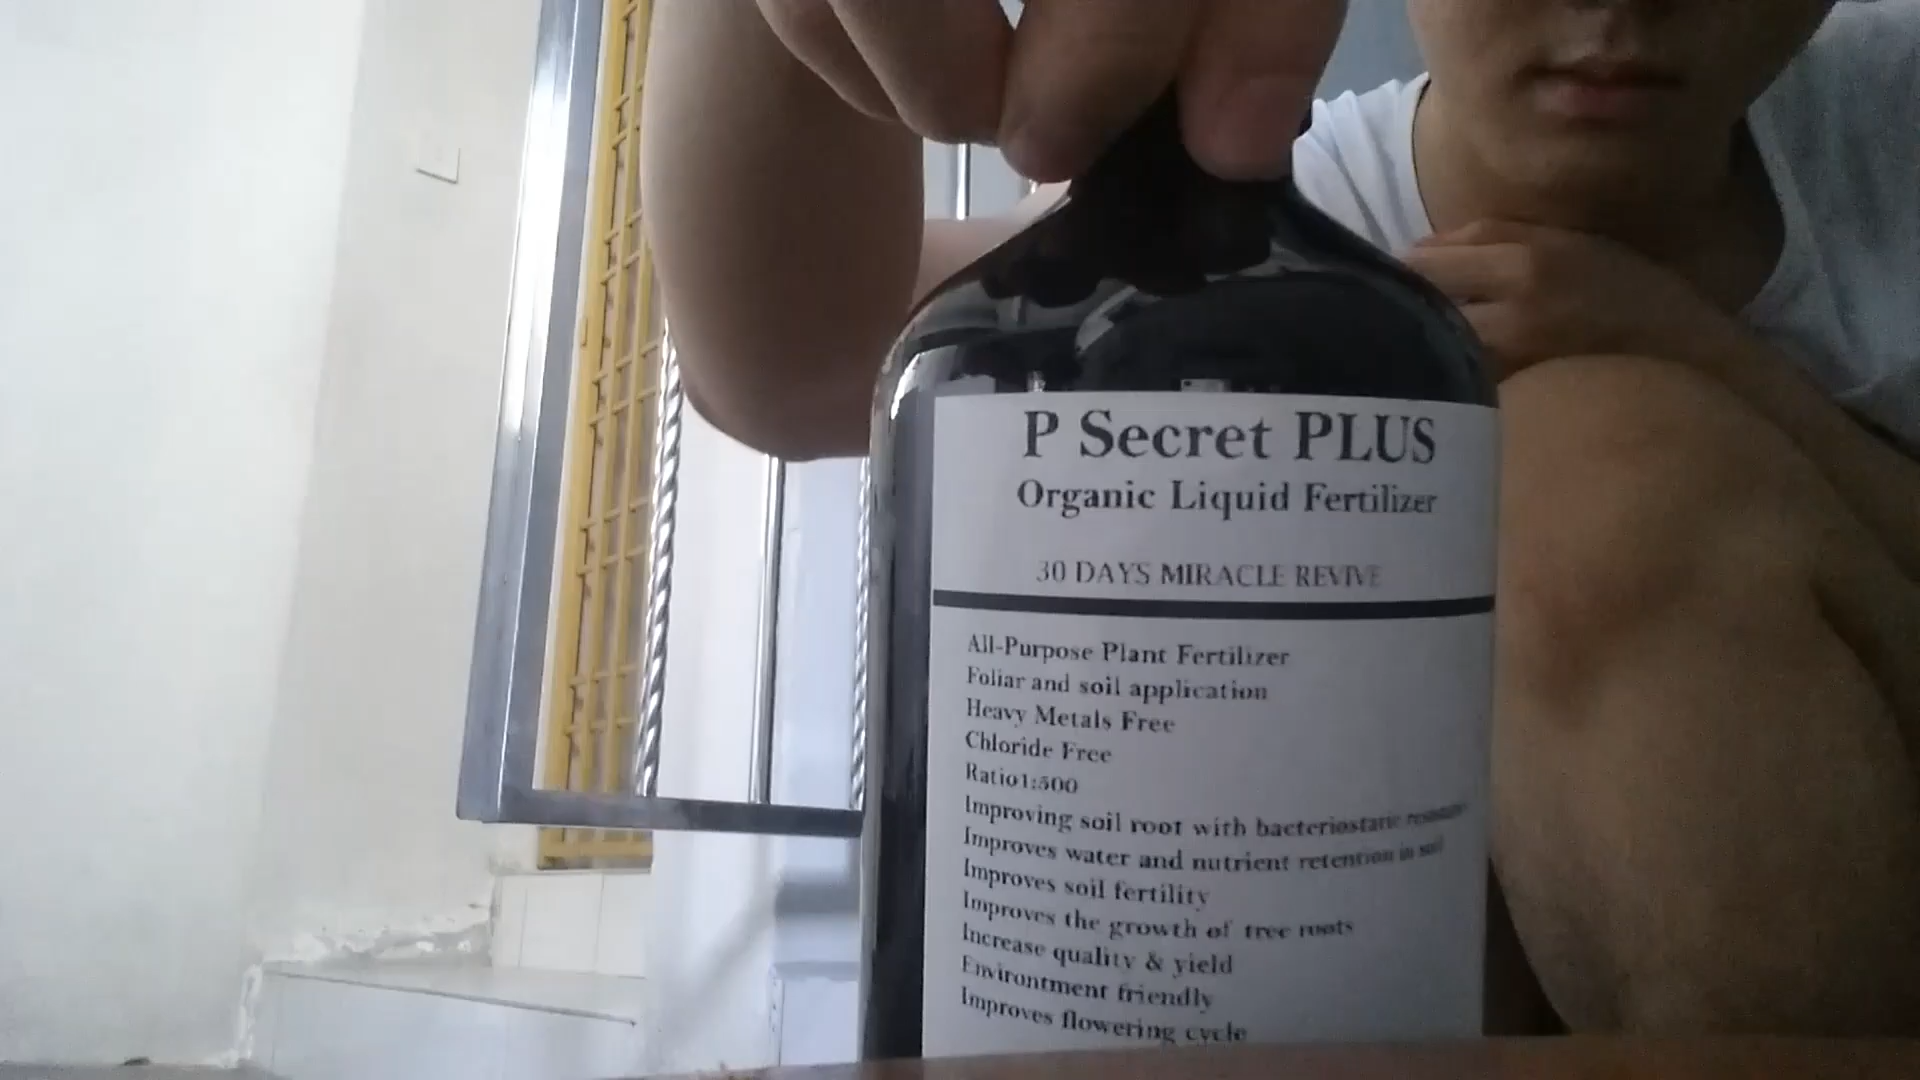 P Secret PLUS
Organic Liquid Fertilizer
30 DAYS MIRACLE REVIVE
All-Purpose Plant Fertilizer
Foliar and soil application
Heavy Metals Free
Chloride Free
Ratio1:500
Improving soil root with bacteriostatic
Improves water and nutrient retention in soil
Improves soil fertility
Improves the growth of tree roots
Increase quality & yield
Environtment friendly
Improves flowering cycle